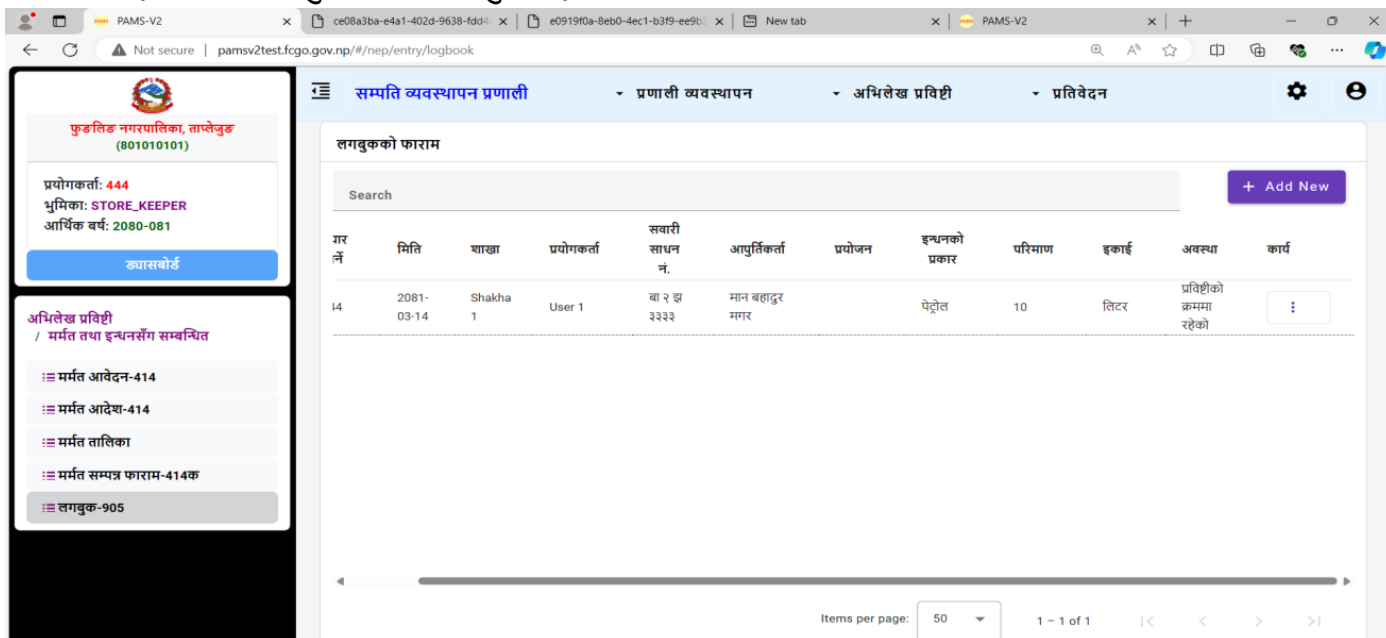 PAMS-V2
ce08a3ba-e4a1-402d-9638-fdd4
e0919f0a-8eb0-4ec1-b3f9-ee9b
New tab
PAMS-V2
Not secure
pamsv2test.fcgo.gov.np/#/nep/entry/logbook
सम्पति व्यवस्थापन प्रणाली
प्रणाली व्यवस्थापन
अभिलेख प्रविष्टी
प्रतिवेदन
फुङलिङ नगरपालिका, ताप्लेजुङ
(801010101)
प्रयोगकर्ता: 444
भुमिका: STORE_KEEPER
आर्थिक बर्ष: 2080-081
ड्यासबोर्ड
अभिलेख प्रविष्टी
/ मर्मत तथा इन्धनसँग सम्बन्धित
मर्मत आवेदन-414
मर्मत आदेश-414
मर्मत तालिका
मर्मत सम्पन्न फाराम-414क
लगबुक-905
लगबुकको फाराम
Search
+ Add New
मिति
शाखा
प्रयोगकर्ता
सवारी
साधन
नं.
आपुर्तिकर्ता
प्रयोजन
इन्धनको
प्रकार
परिमाण
इकाई
अवस्था
कार्य
2081-
03-14
Shakha
1
User 1
बा २ झ
३३३३
मान बहादुर
मगर
पेट्रोल
10
लिटर
प्रविष्टीको
क्रममा
रहेको
Items per page:
50
1 – 1 of 1